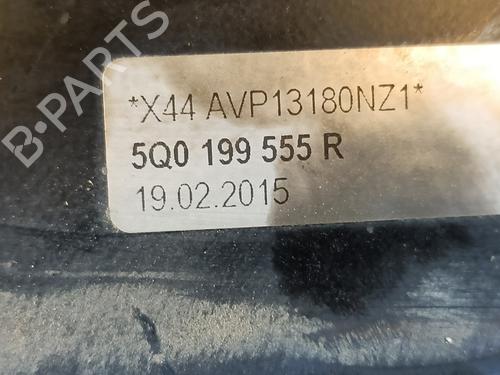 *X44 AVP13180NZ1*
5Q0 199 555 R
19.02.2015
B-PARTS